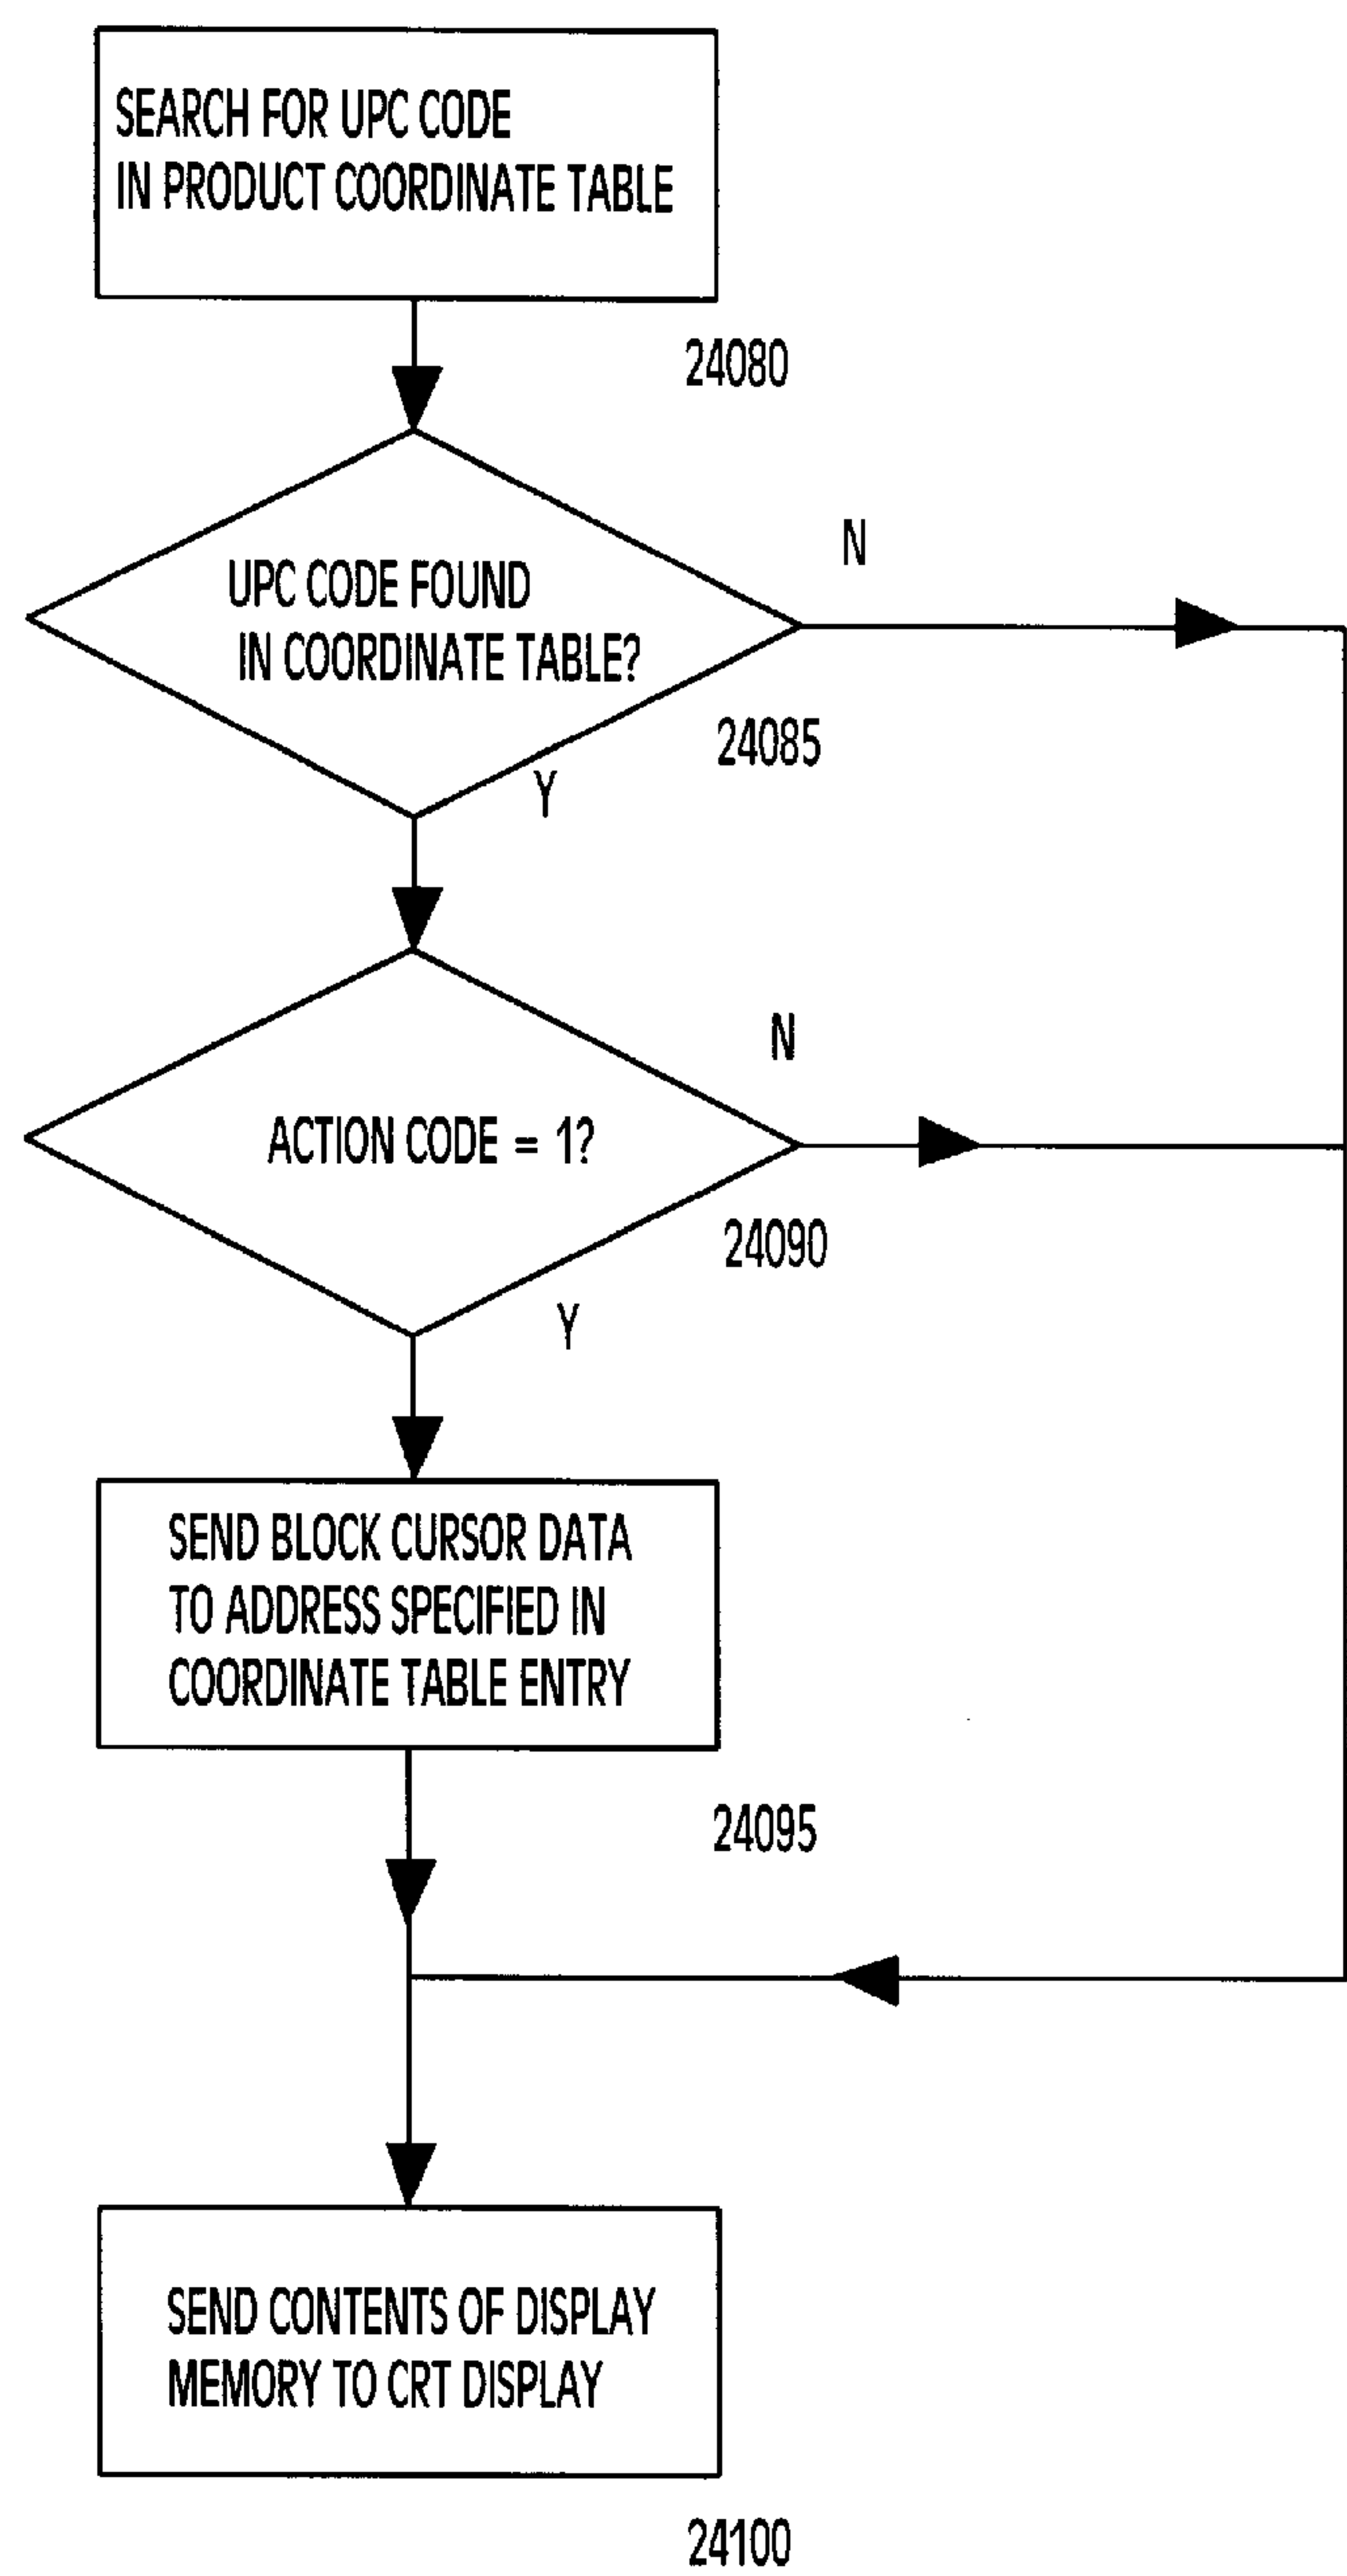 SEARCH FOR UPC CODE
IN PRODUCT COORDINATE TABLE
24080
N
UPC CODE FOUND
IN COORDINATE TABLE?
24085
Y
N
ACTION CODE = 1?
24090
Y
SEND BLOCK CURSOR DATA
TO ADDRESS SPECIFIED IN
COORDINATE TABLE ENTRY
24095
SEND CONTENTS OF DISPLAY
MEMORY TO CRT DISPLAY
24100